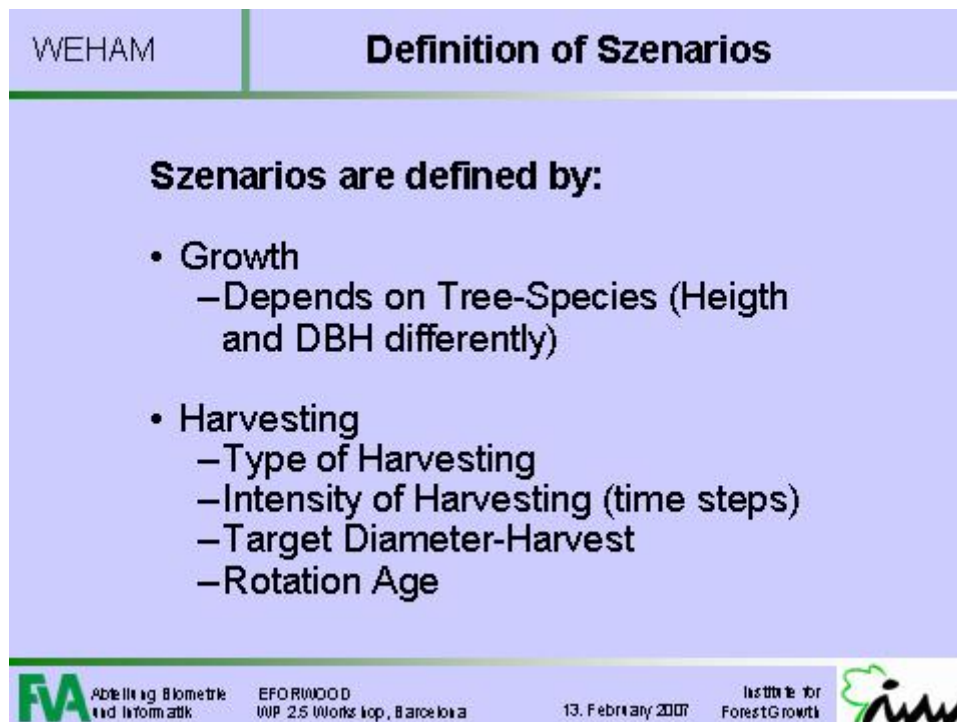 WEHAM
Definition of Szenarios
Szenarios are defined by:
• Growth
–Depends on Tree-Species (Heigth
and DBH differently)
• Harvesting
–Type of Harvesting
–Intensity of Harvesting (time steps)
–Target Diameter-Harvest
–Rotation Age
FVA
Abteilung Biometrie
und Informatik
EFORWOOD
WP 2.5 Workshop, Barcelona
13. February 2007
Institute for
Forest Growth